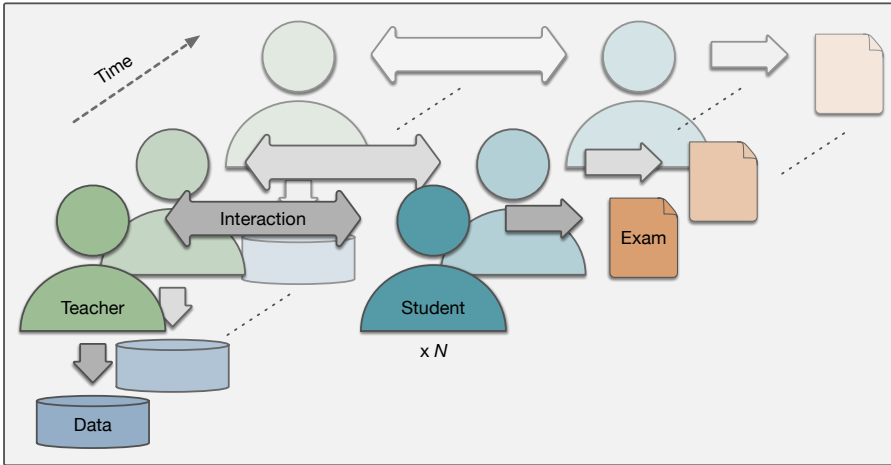 Time
Interaction
Exam
Teacher
Student
x N
Data